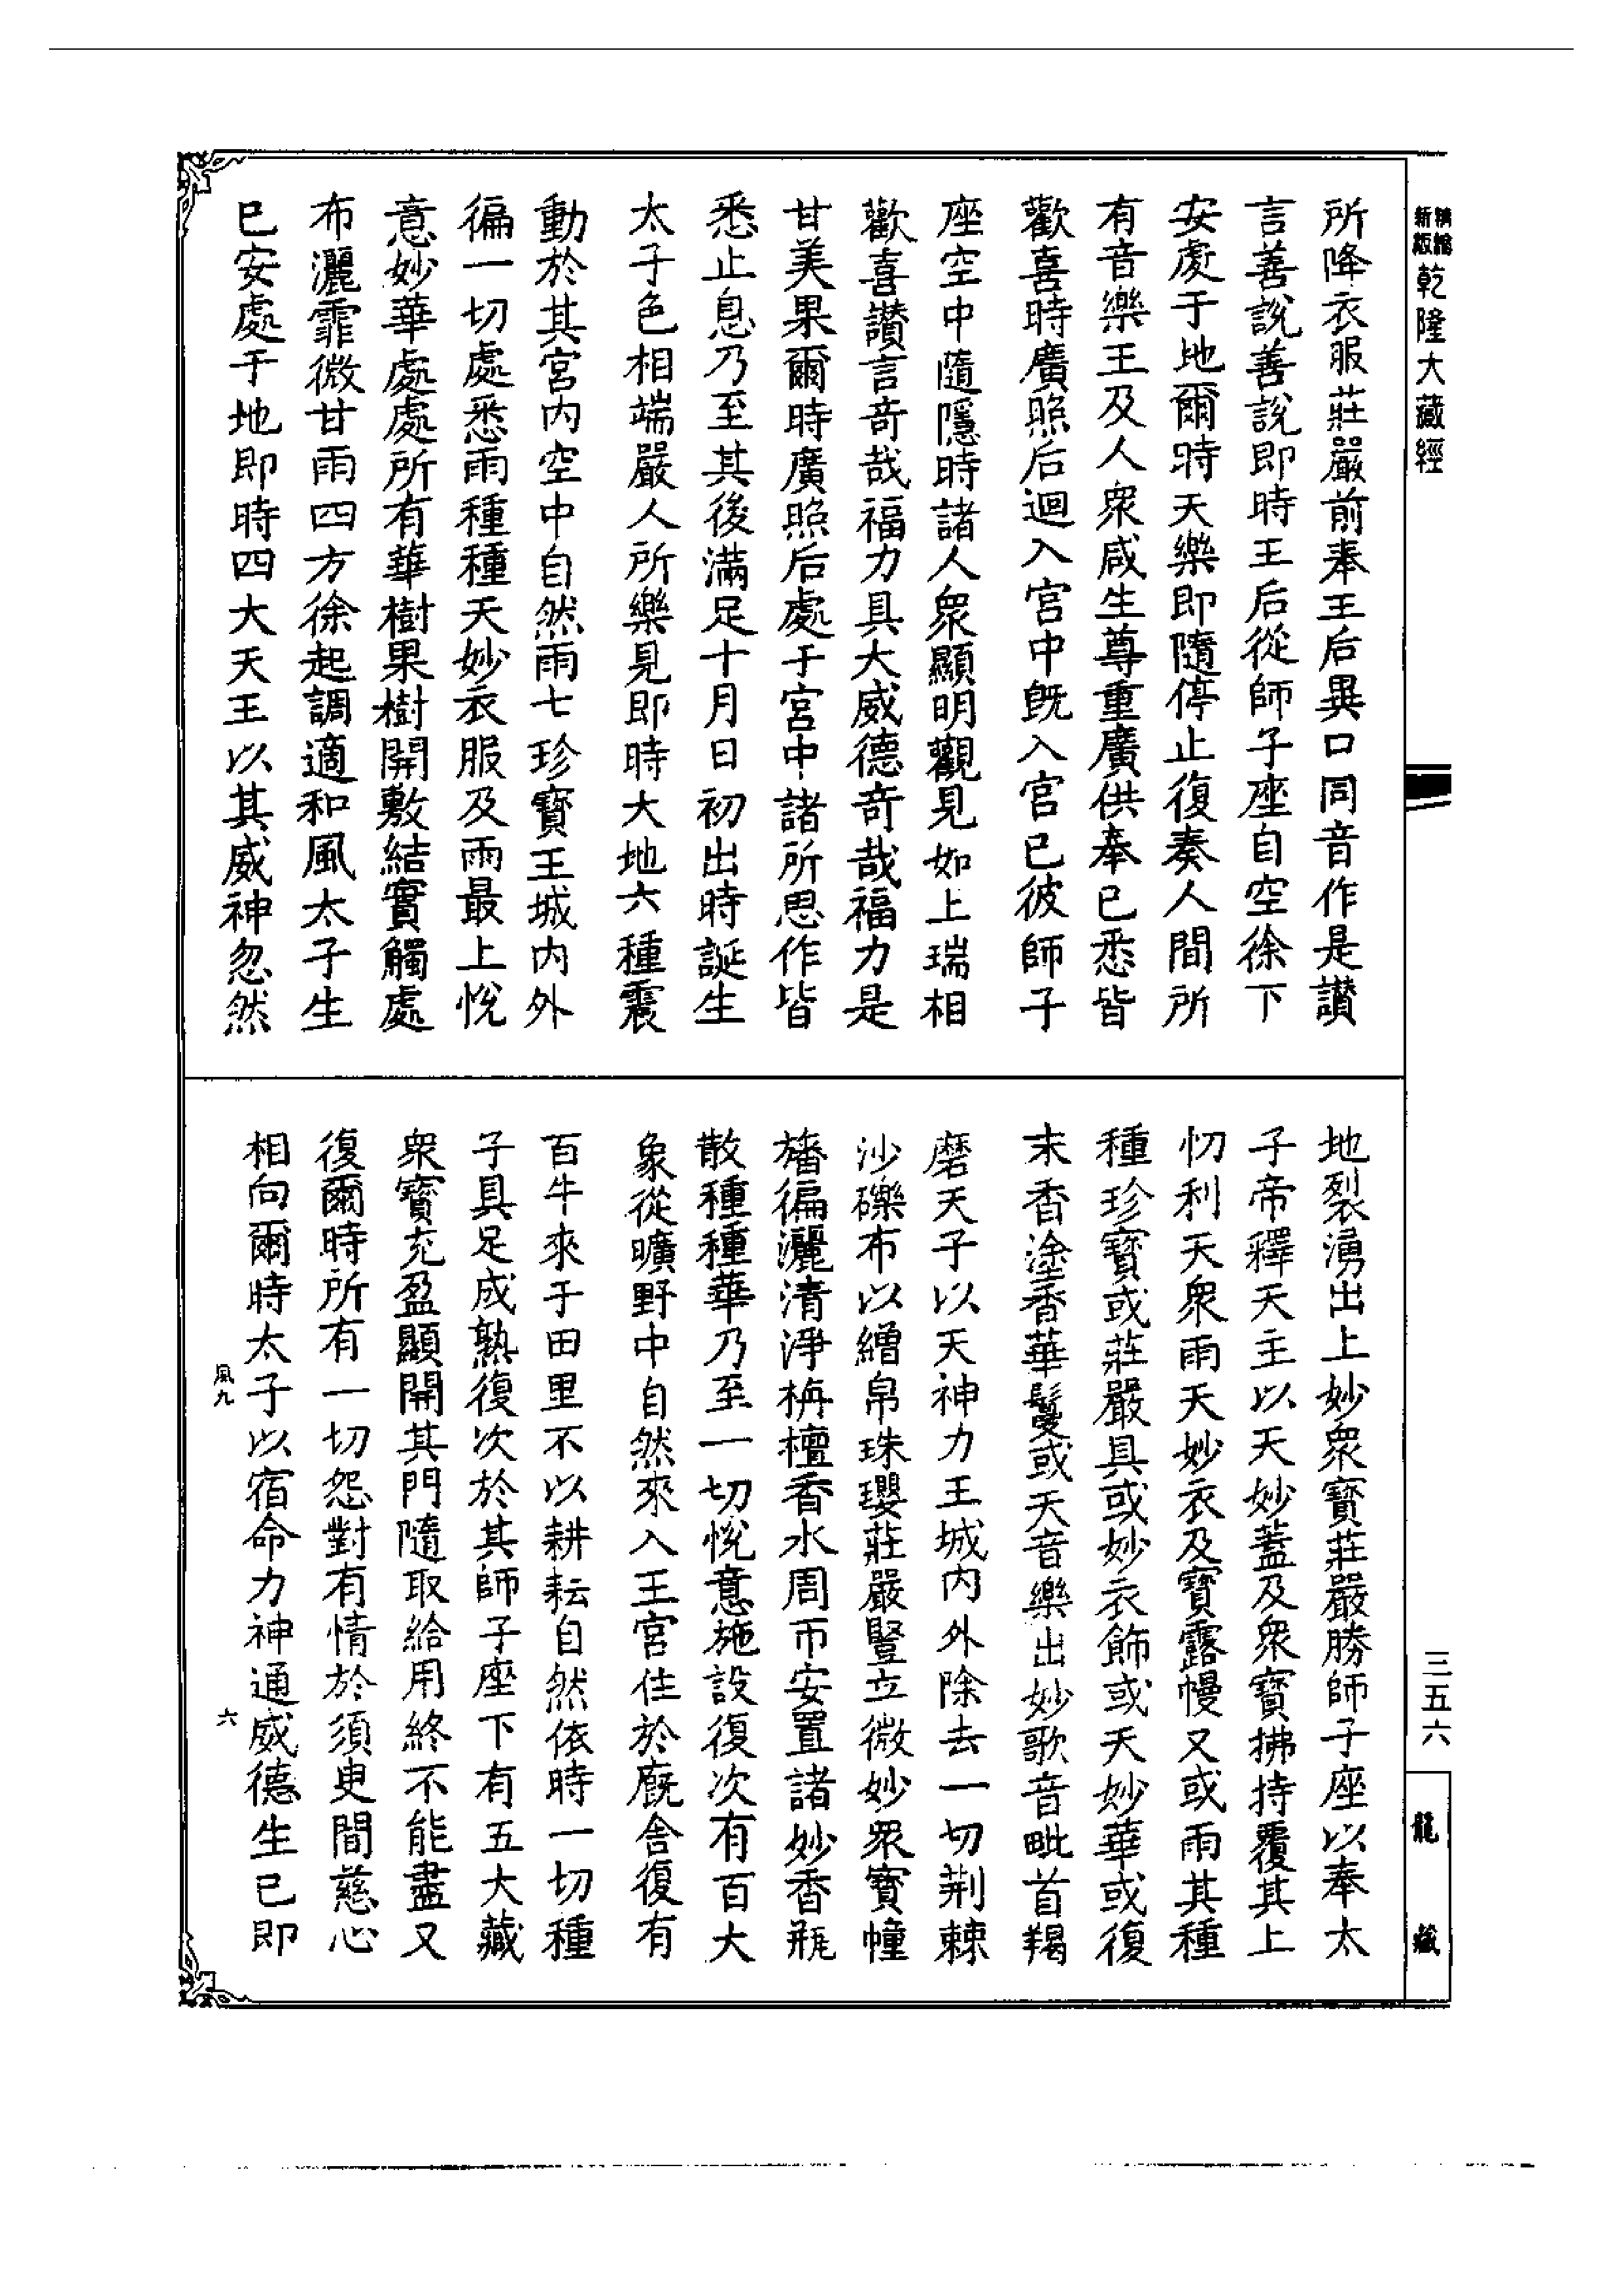 新版精縮乾隆大藏經
所降衣服莊嚴前奉王后異口同音作是讃
言善說善說即時王后從師子座自空徐下
安處于地爾時天樂即隨停止復奏人間所
有音樂王及人衆咸生尊重廣供奉已悉皆
歡喜時廣照后迴入宮中既入宮已彼師子
座空中隨隱時諸人衆顯明觀見如上瑞相
歡喜讃言奇哉福力具大威德奇哉福力是
甘美果爾時廣照后處于宮中諸所思作皆
悉止息乃至其後滿足十月日初出時誕生
太子色相端嚴人所樂見即時大地六種震
動於其宮内空中自然雨七珍寳王城内外
徧一切處悉雨種種天妙衣服及雨最上悅
意妙華處處所有華樹果樹開敷結實觸處
布灑霏微甘雨四方徐起調適和風太子生
已安處于地即時四大天王以其威神忽然
地裂湧出上妙衆寳莊嚴勝師子座以奉太
子帝釋天主以天妙蓋及衆寳拂持覆其上
忉利天衆雨天妙衣及寳露幔又或雨其種
種珍寳或莊嚴具或妙衣飾或天妙華或復
末香塗香華鬘或天音樂出妙歌音毗首羯
磨天子以天神力王城内外除去一切荆棘
沙礫布以繒帛珠瓔莊嚴豎立微妙衆寳幢
旛徧灑清淨栴檀香水周帀安置諸妙香瓶
散種種華乃至一切悅意施設復次有百大
象從曠野中自然來入王宮住於廐舍復有
百牛來于田里不以耕耘自然依時一切種
子具足成熟復次於其師子座下有五大藏
衆寳充盈顯開其門隨取給用終不能盡又
復爾時所有一切怨對有情於須臾間慈心
相向爾時太子以宿命力神通威德生已即
風九
六
三五六
龍藏